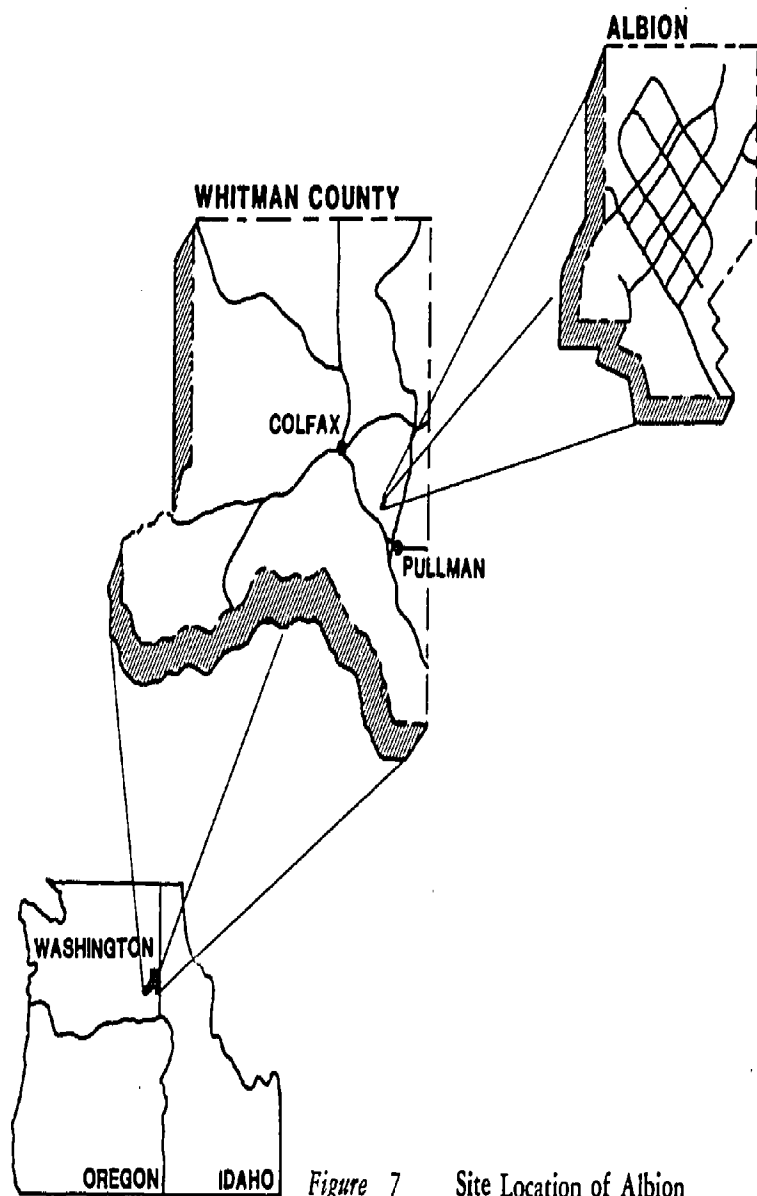 ALBION
WHITMAN COUNTY
COLFAX
PULLMAN
WASHINGTON
OREGON
IDAHO
Figure 7 Site Location of Albion